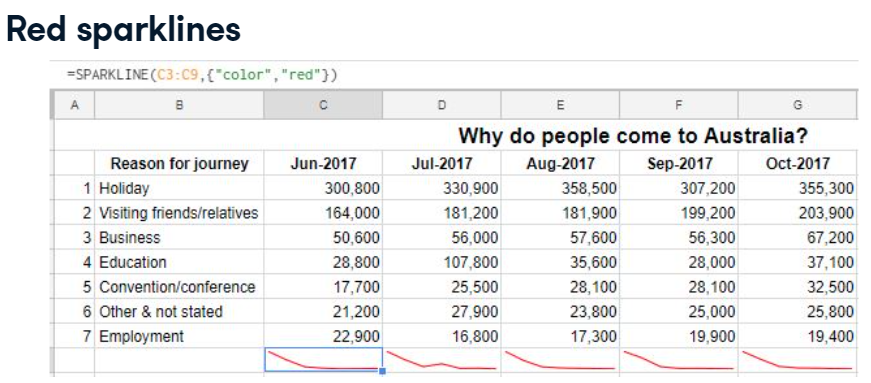 Red sparklines
=SPARKLINE(C3:C9,{"color","red"})
A B C D E F G
Why do people come to Australia?
Reason for journey Jun-2017 Jul-2017 Aug-2017 Sep-2017 Oct-2017
1 Holiday 300,800 330,900 358,500 307,200 355,300
2 Visiting friends/relatives 164,000 181,200 181,900 199,200 203,900
3 Business 50,600 56,000 57,600 56,300 67,200
4 Education 28,800 107,800 35,600 28,000 37,100
5 Convention/conference 17,700 25,500 28,100 28,100 32,500
6 Other & not stated 21,200 27,900 23,800 25,000 25,800
7 Employment 22,900 16,800 17,300 19,900 19,400